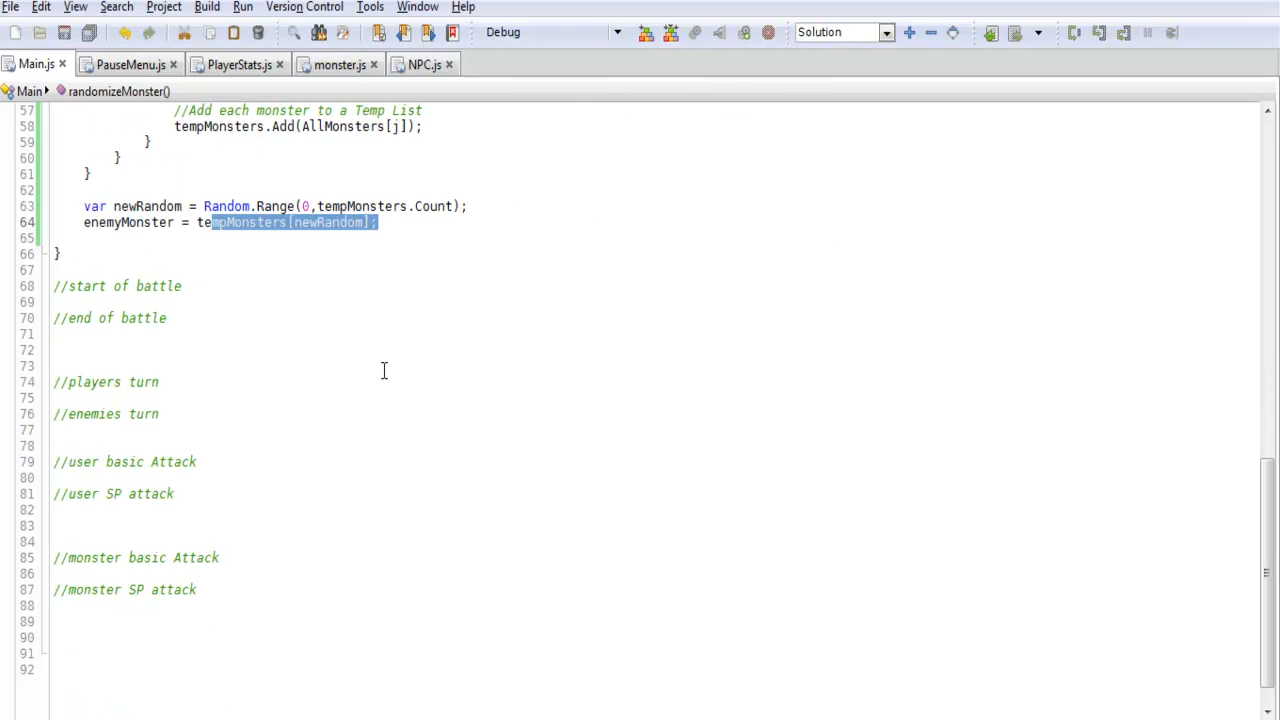 File Edit View Search Project Build Run Version Control Tools Window Help
Debug Solution
Main.js PauseMenu.js PlayerStats.js monster.js NPC.js
Main randomizeMonster()
57 //Add each monster to a Temp List
58 tempMonsters.Add(AllMonsters[j]);
59 }
60 }
61 }
62
63 var newRandom = Random.Range(0,tempMonsters.Count);
64 enemyMonster = tempMonsters[newRandom];
65
66 }
67
68 //start of battle
69
70 //end of battle
71
72
73
74 //players turn
75
76 //enemies turn
77
78
79 //user basic Attack
80
81 //user SP attack
82
83
84
85 //monster basic Attack
86
87 //monster SP attack
88
89
90
91
92